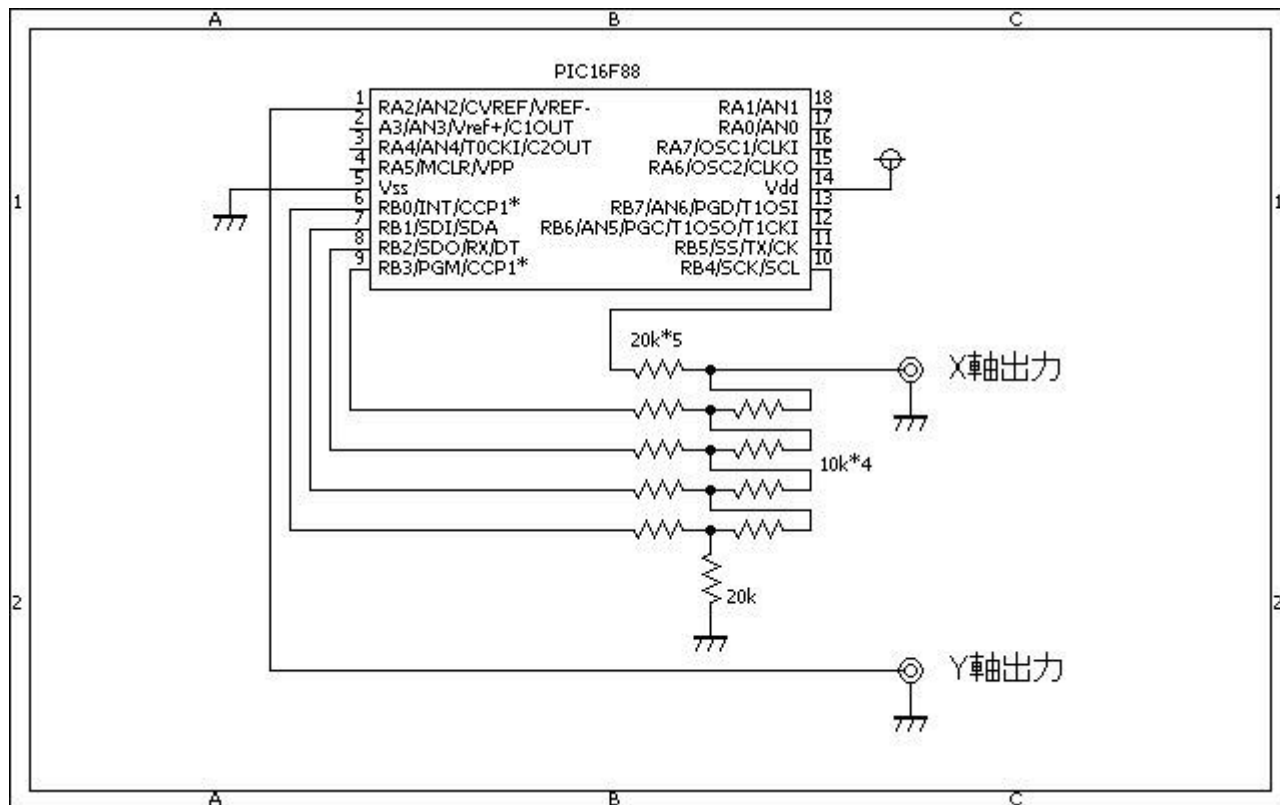 A B C
PIC16F88
1 RA2/AN2/CVREF/VREF- RA1/AN1 18
2 A3/AN3/Vref+/C1OUT RA0/AN0 17
3 RA4/AN4/T0CKI/C2OUT RA7/OSC1/CLKI 16
4 RA5/MCLR/VPP RA6/OSC2/CLKO 15
5 Vss Vdd 14
1 1
6 RB0/INT/CCP1* RB7/AN6/PGD/T1OSI 13
7 RB1/SDI/SDA RB6/AN5/PGC/T1OSO/T1CKI 12
8 RB2/SDO/RX/DT RB5/SS/TX/CK 11
9 RB3/PGM/CCP1* RB4/SCK/SCL 10
20k*5
X軸出力
10k*4
20k
2 2
Y軸出力
A B C